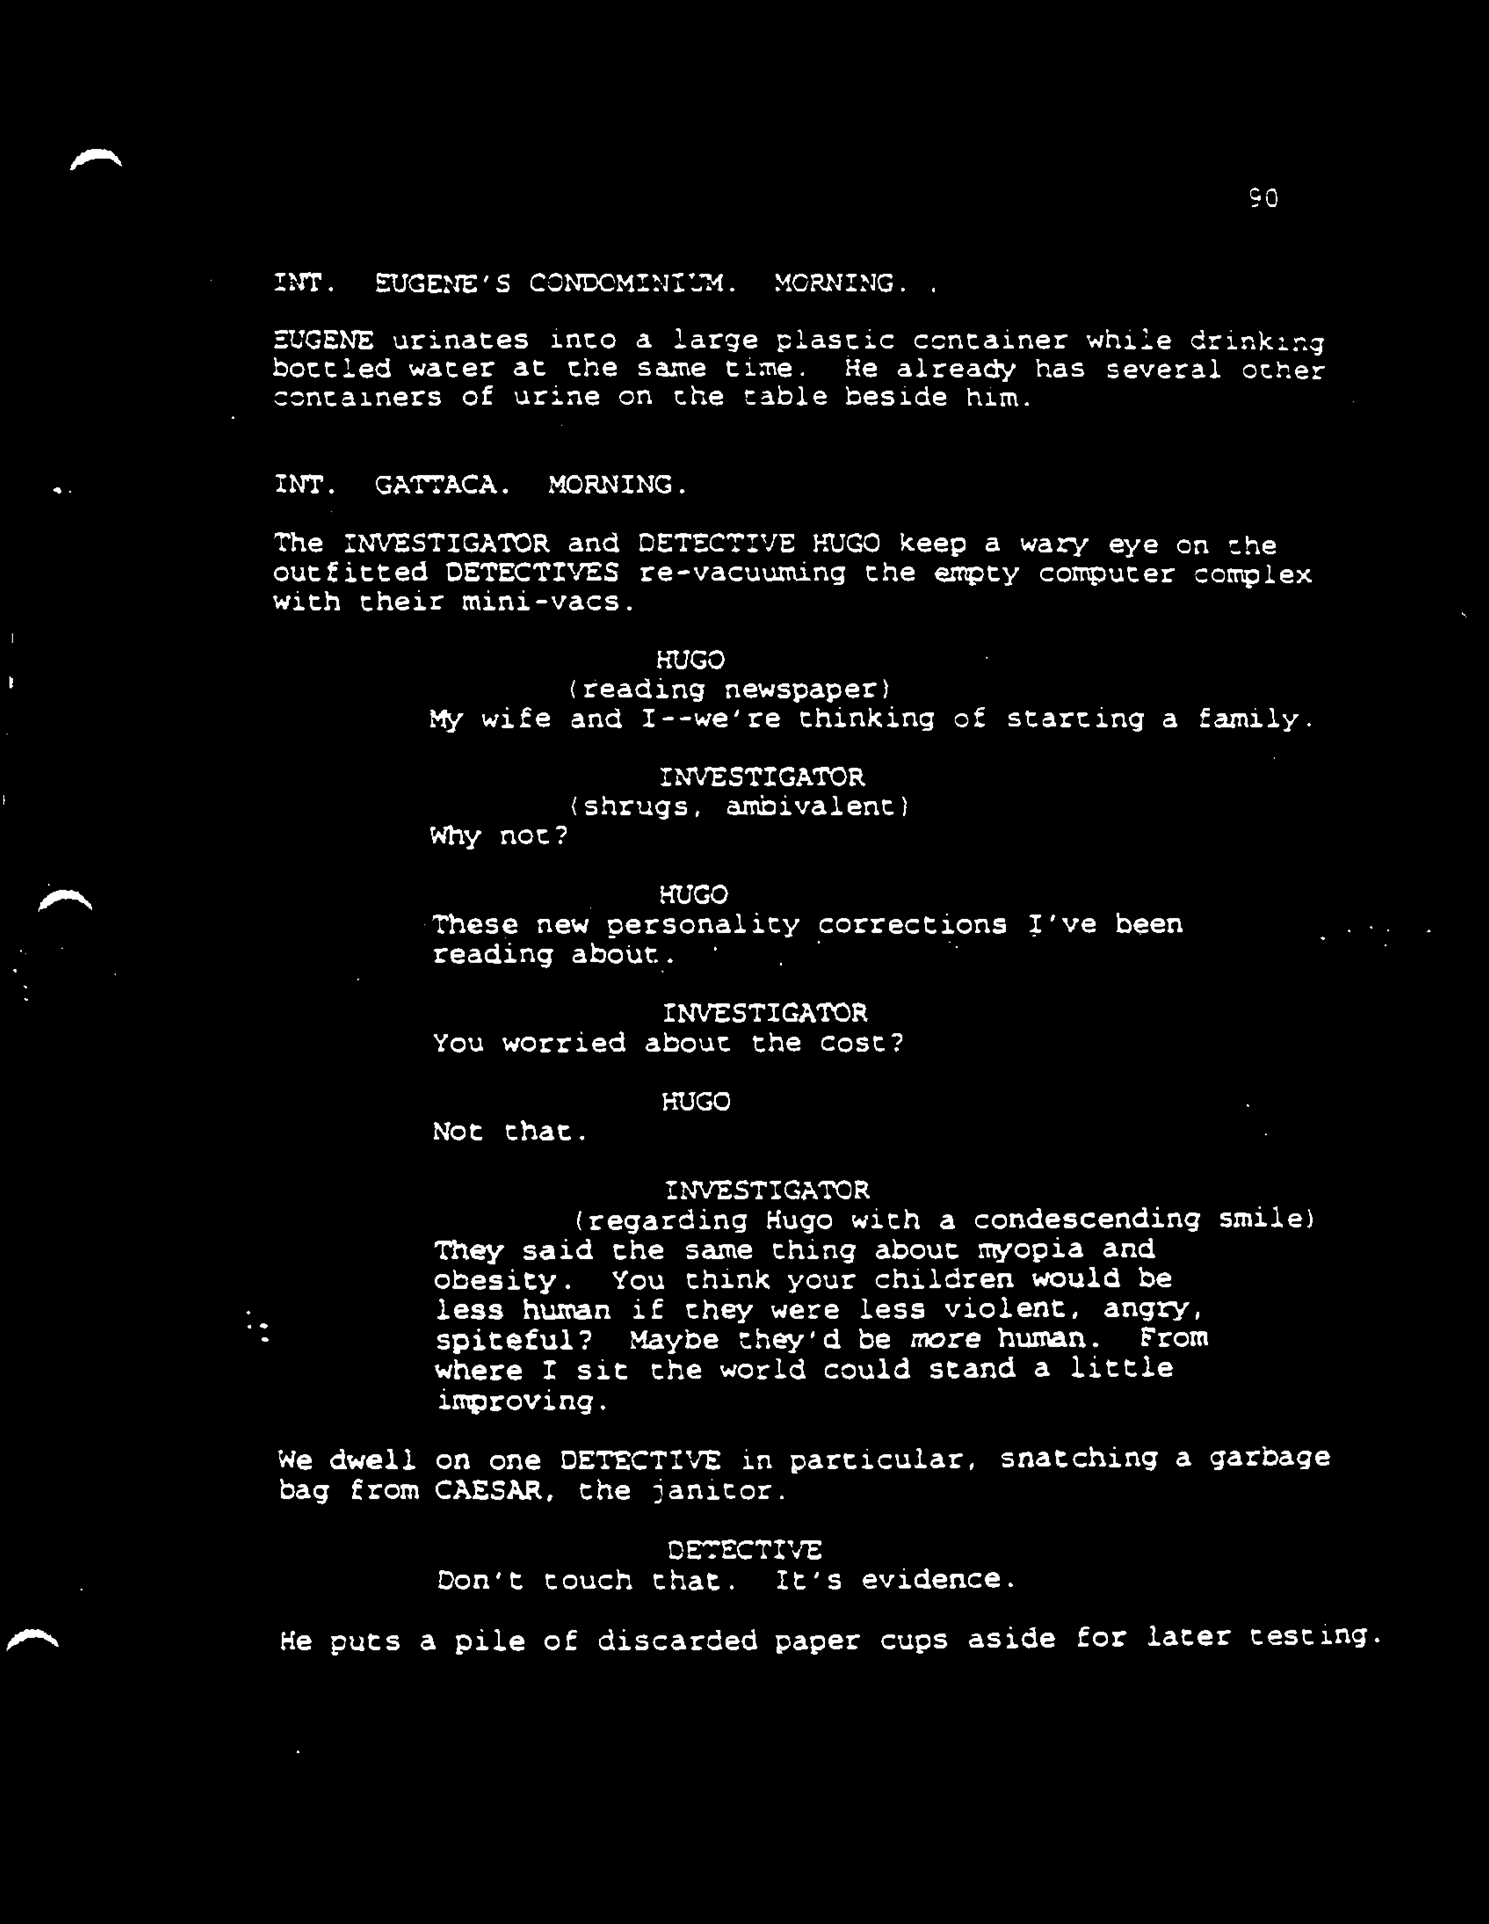 90
INT.  EUGENE'S CONDOMINIUM.  MORNING.
EUGENE urinates into a large plastic container while drinking
bottled water at the same time.  He already has several other
containers of urine on the table beside him.
INT.  GATTACA.  MORNING.
The INVESTIGATOR and DETECTIVE HUGO keep a wary eye on the
outfitted DETECTIVES re-vacuuming the empty computer complex
with their mini-vacs.
HUGO
(reading newspaper)
My wife and I--we're thinking of starting a family.
INVESTIGATOR
(shrugs, ambivalent)
Why not?
HUGO
These new personality corrections I've been
reading about.
INVESTIGATOR
You worried about the cost?
HUGO
Not that.
INVESTIGATOR
(regarding Hugo with a condescending smile)
They said the same thing about myopia and
obesity.  You think your children would be
less human if they were less violent, angry,
spiteful?  Maybe they'd be more human.  From
where I sit the world could stand a little
improving.
We dwell on one DETECTIVE in particular, snatching a garbage
bag from CAESAR, the janitor.
DETECTIVE
Don't touch that.  It's evidence.
He puts a pile of discarded paper cups aside for later testing.